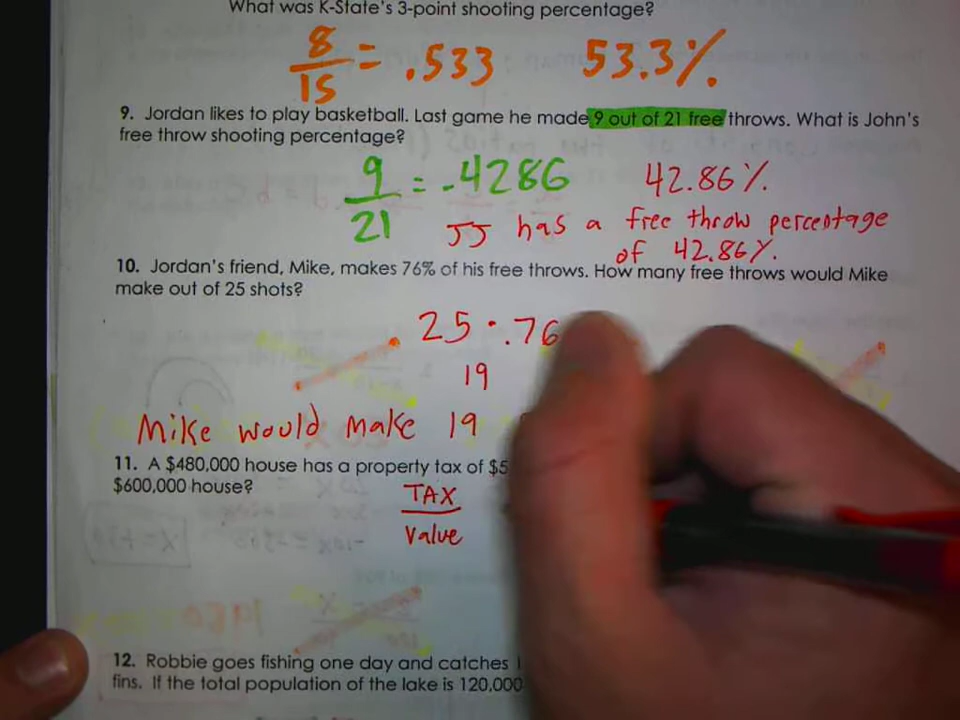 What was K-State's 3-point shooting percentage?
8/15 = .533 53.3%
9. Jordan likes to play basketball. Last game he made 9 out of 21 free throws. What is John's
free throw shooting percentage?
9/21 = .4286 42.86%
JJ has a free throw percentage
of 42.86%.
10. Jordan's friend, Mike, makes 76% of his free throws. How many free throws would Mike
make out of 25 shots?
25 · .76
19
Mike would make 19
11. A $480,000 house has a property tax of $5
$600,000 house?
TAX
Value
12. Robbie goes fishing one day and catches
fins. If the total population of the lake is 120,000